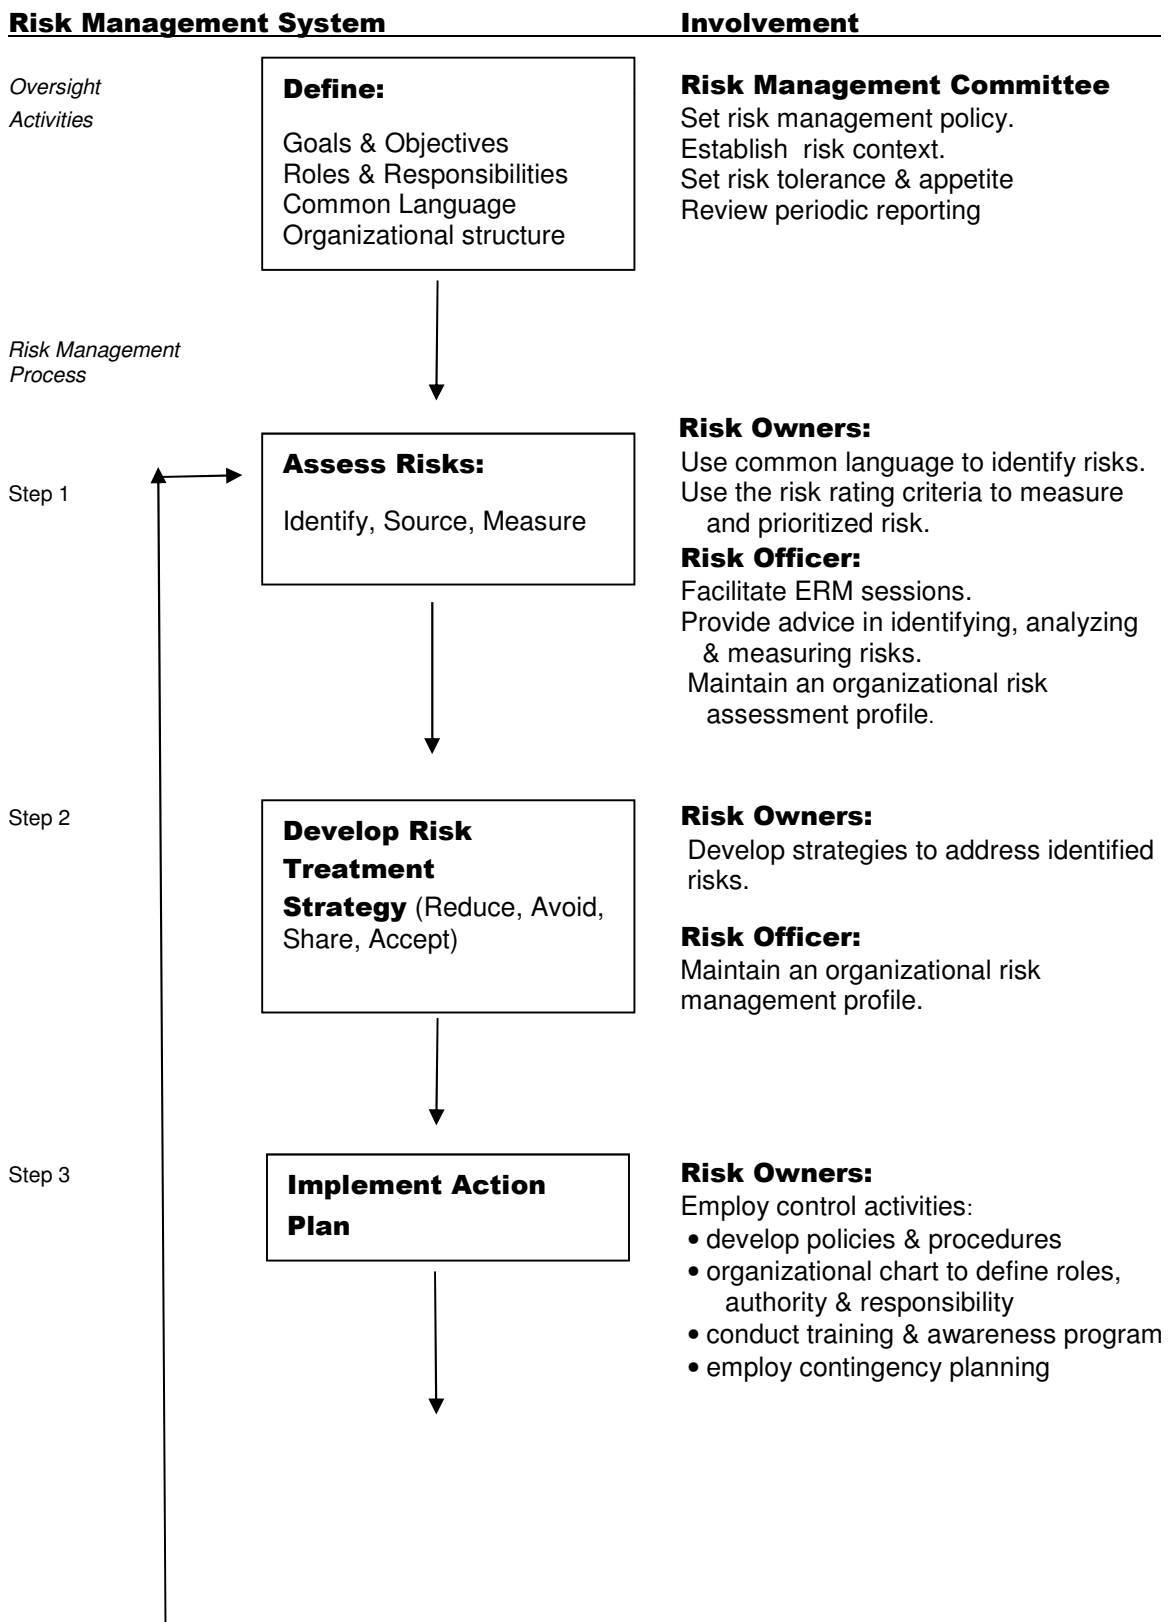 Risk Management System Involvement
Oversight
Activities
Define:
Goals & Objectives
Roles & Responsibilities
Common Language
Organizational structure
Risk Management Committee
Set risk management policy.
Establish risk context.
Set risk tolerance & appetite
Review periodic reporting
Risk Management
Process
Step 1
Assess Risks:
Identify, Source, Measure
Risk Owners:
Use common language to identify risks.
Use the risk rating criteria to measure
and prioritized risk.
Risk Officer:
Facilitate ERM sessions.
Provide advice in identifying, analyzing
& measuring risks.
Maintain an organizational risk
assessment profile.
Step 2
Develop Risk
Treatment
Strategy (Reduce, Avoid,
Share, Accept)
Risk Owners:
Develop strategies to address identified
risks.
Risk Officer:
Maintain an organizational risk
management profile.
Step 3
Implement Action
Plan
Risk Owners:
Employ control activities:
• develop policies & procedures
• organizational chart to define roles,
authority & responsibility
• conduct training & awareness program
• employ contingency planning